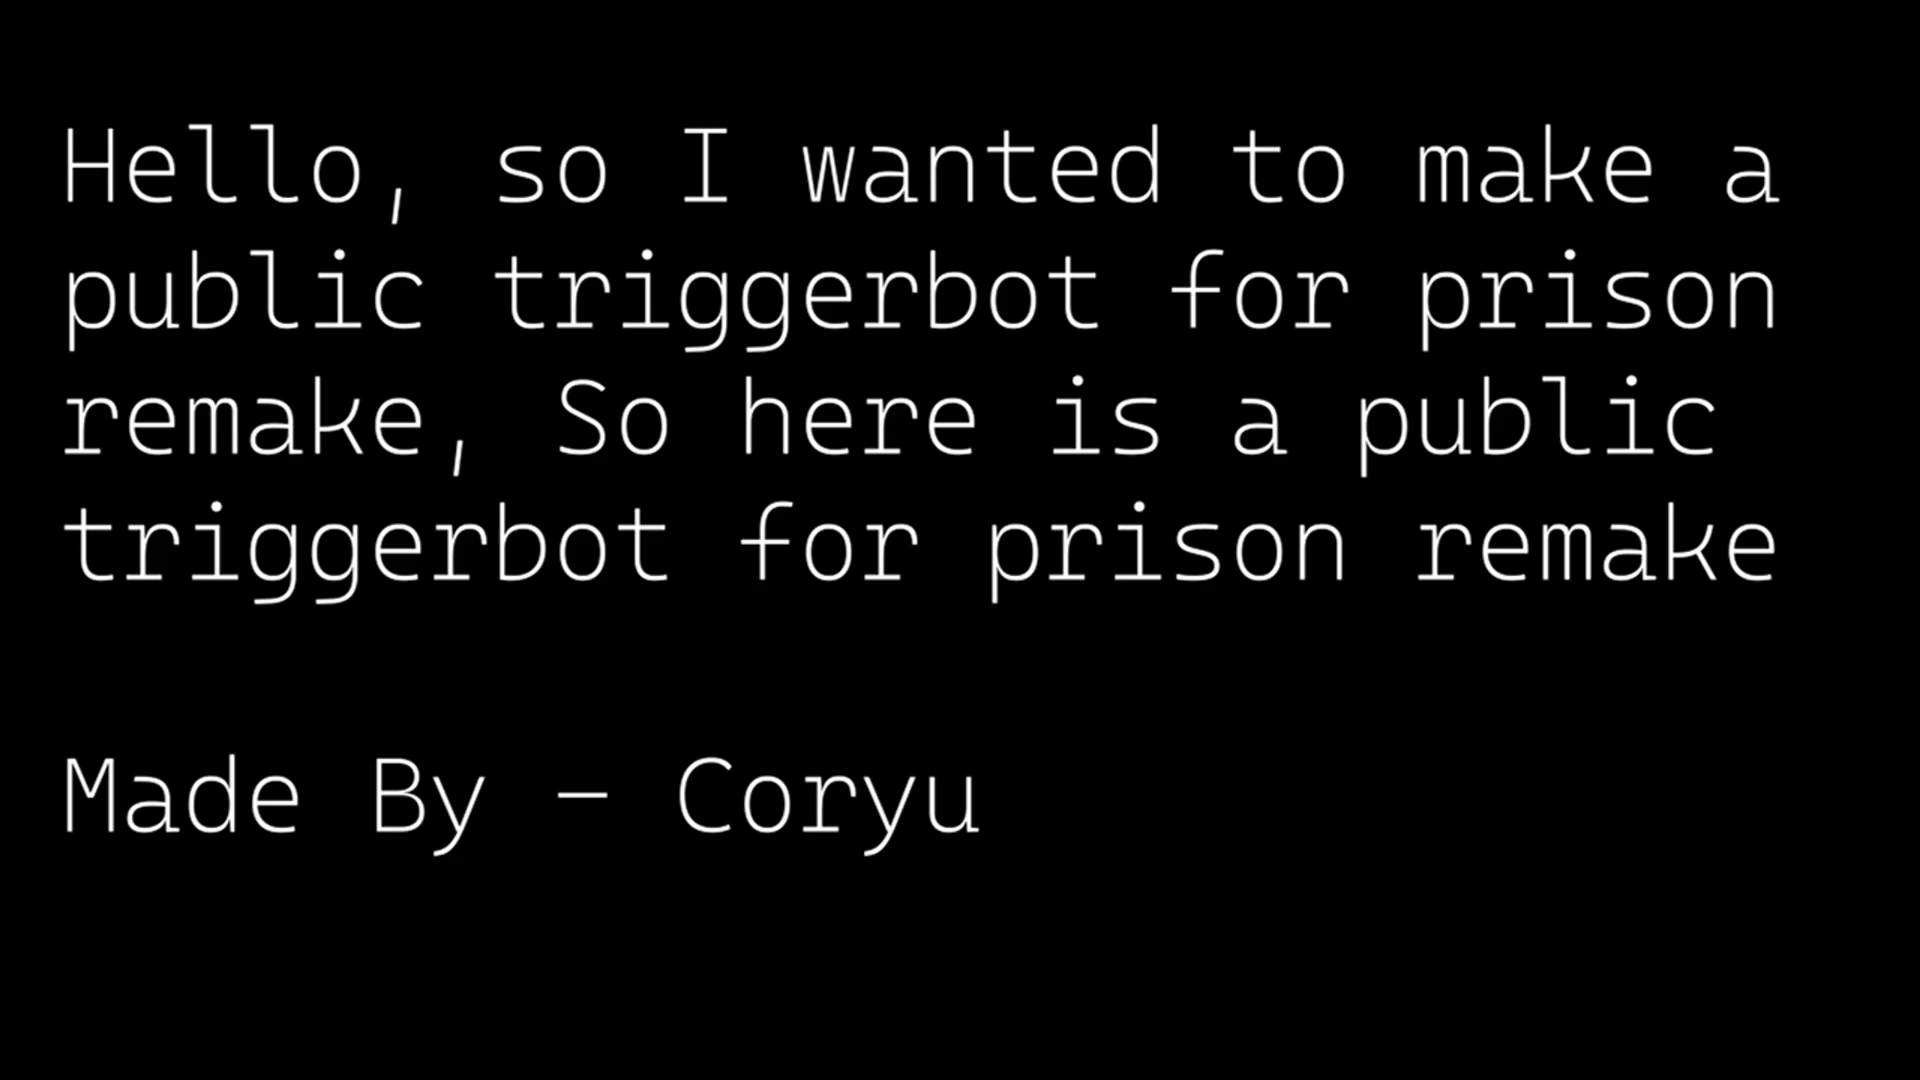 Hello, so I wanted to make a
public triggerbot for prison
remake, So here is a public
triggerbot for prison remake
Made By - Coryu